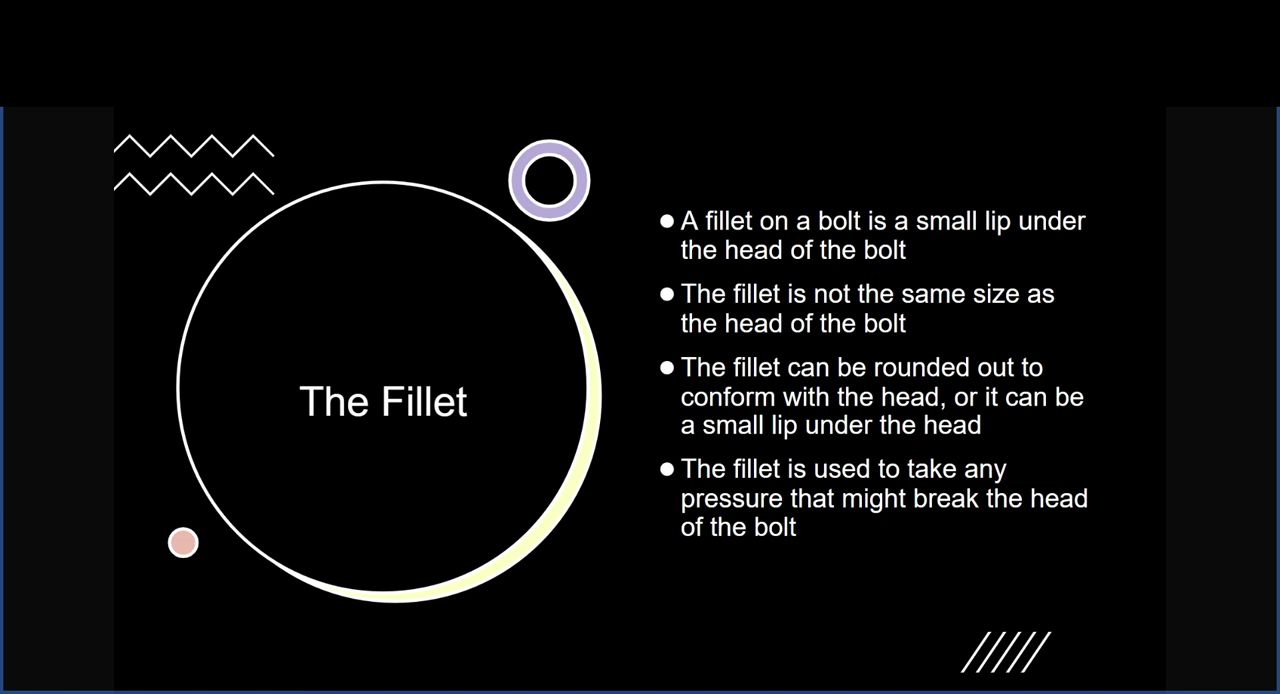 The Fillet
A fillet on a bolt is a small lip under
the head of the bolt
The fillet is not the same size as
the head of the bolt
The fillet can be rounded out to
conform with the head, or it can be
a small lip under the head
The fillet is used to take any
pressure that might break the head
of the bolt